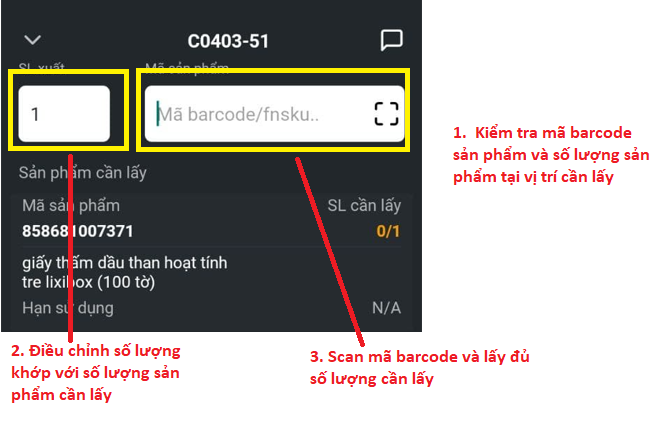 C0403-51
SL xuất
Mã sản phẩm
1
Mã barcode/fnsku..
Sản phẩm cần lấy
Mã sản phẩm
SL cần lấy
858681007371
0/1
giấy thấm dầu than hoạt tính
tre lixibox (100 tờ)
Hạn sử dụng
N/A
1. Kiểm tra mã barcode
sản phẩm và số lượng sản
phẩm tại vị trí cần lấy
2. Điều chỉnh số lượng
khớp với số lượng sản
phẩm cần lấy
3. Scan mã barcode và lấy đủ
số lượng cần lấy